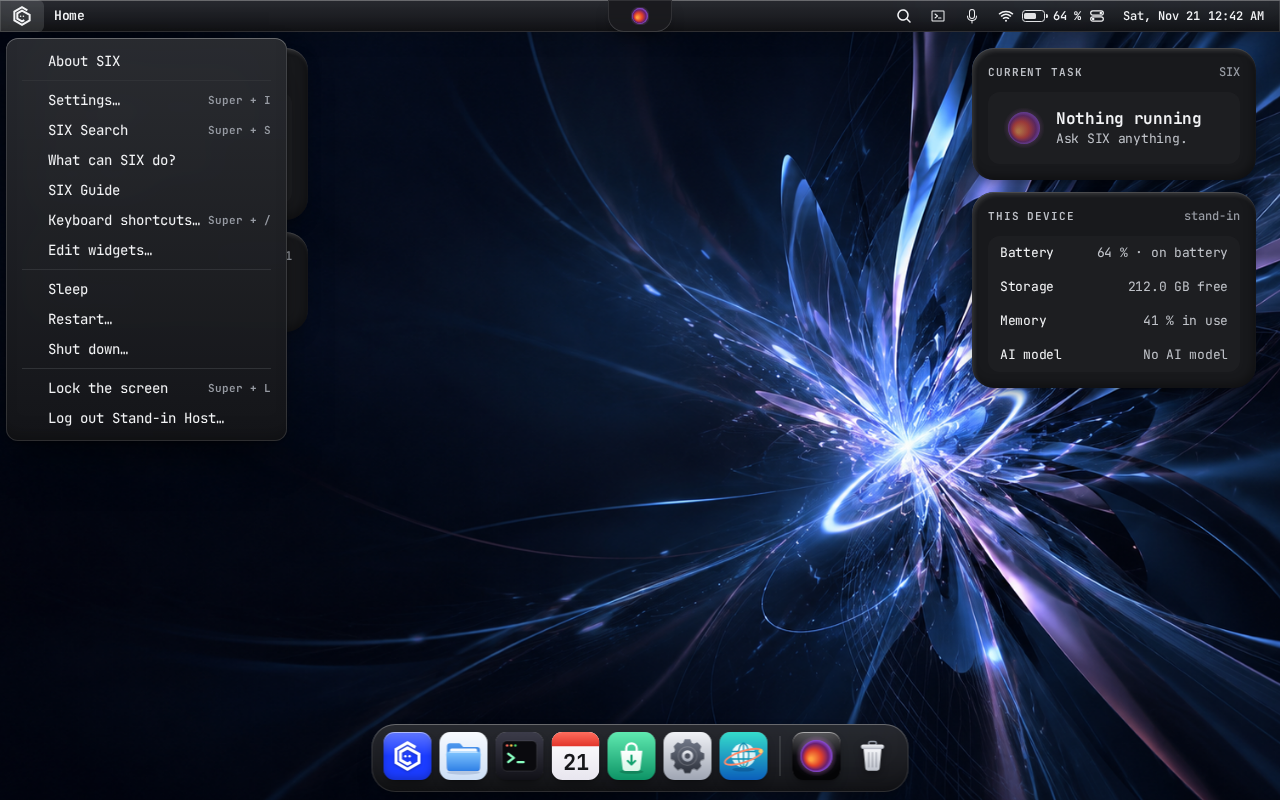 Home
64 %
Sat, Nov 21 12:42 AM
About SIX
Settings… Super + I
SIX Search Super + S
What can SIX do?
SIX Guide
Keyboard shortcuts… Super + /
Edit widgets…
Sleep
Restart…
Shut down…
Lock the screen Super + L
Log out Stand-in Host…
1
CURRENT TASK SIX
Nothing running
Ask SIX anything.
THIS DEVICE stand-in
Battery 64 % · on battery
Storage 212.0 GB free
Memory 41 % in use
AI model No AI model
21